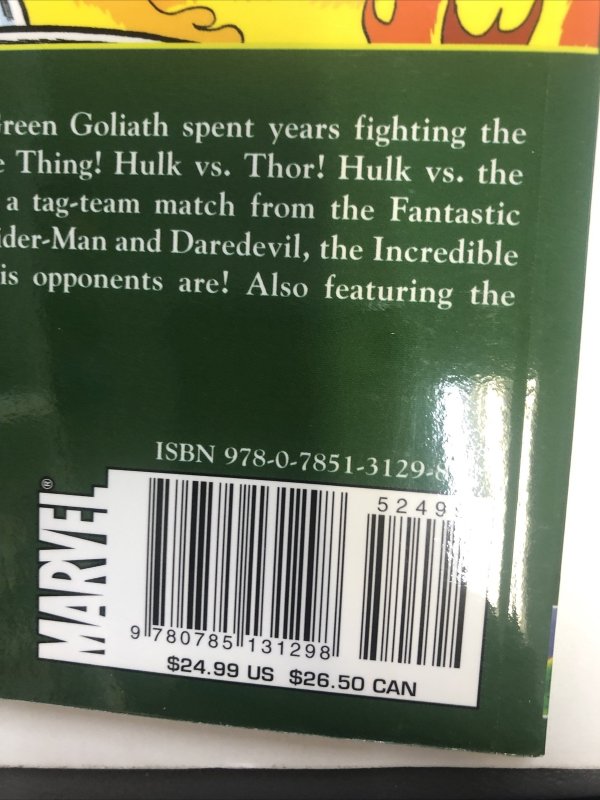 reen Goliath spent years fighting the
Thing! Hulk vs. Thor! Hulk vs. the
a tag-team match from the Fantastic
ider-Man and Daredevil, the Incredible
is opponents are! Also featuring the
ISBN 978-0-7851-3129-8
5249
MARVEL®
9 780785 131298
$24.99 US $26.50 CAN